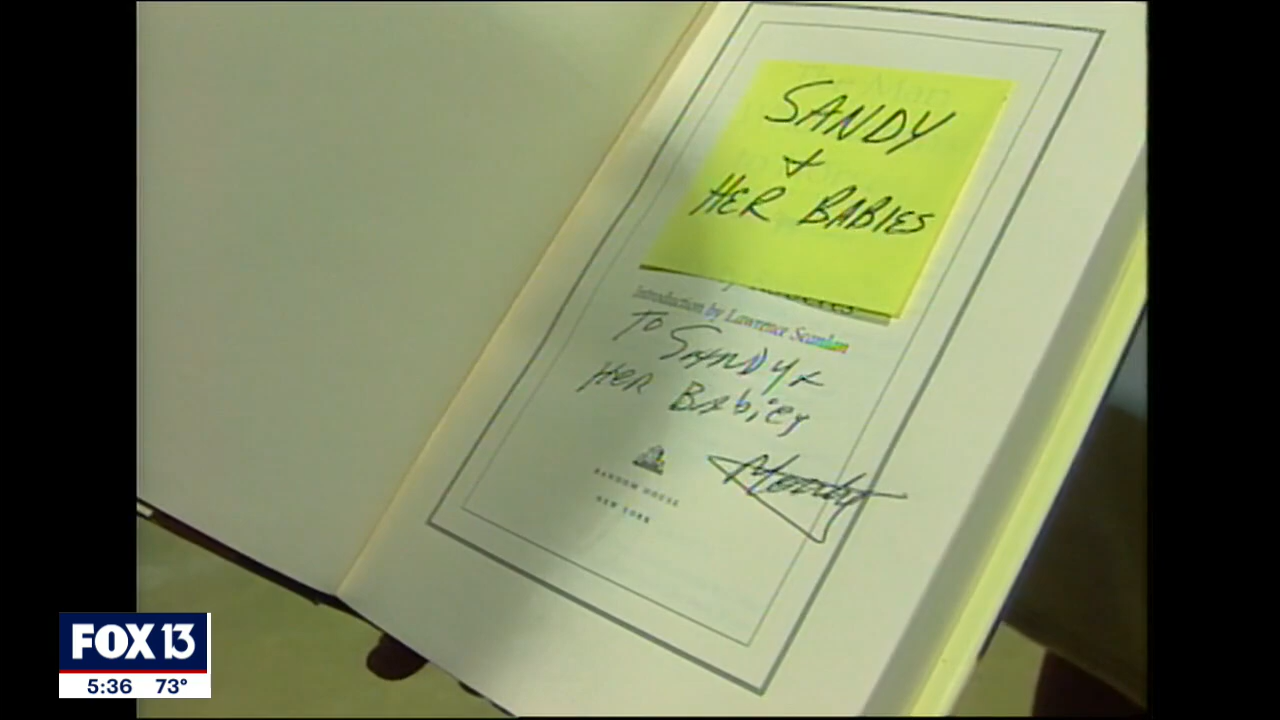 SANDY
+
HER BABIES
Introduction by Lawrence Scanlan
TO SANDY +
Her Babies
Monty
RANDOM HOUSE
NEW YORK
FOX 13
5:36 73°